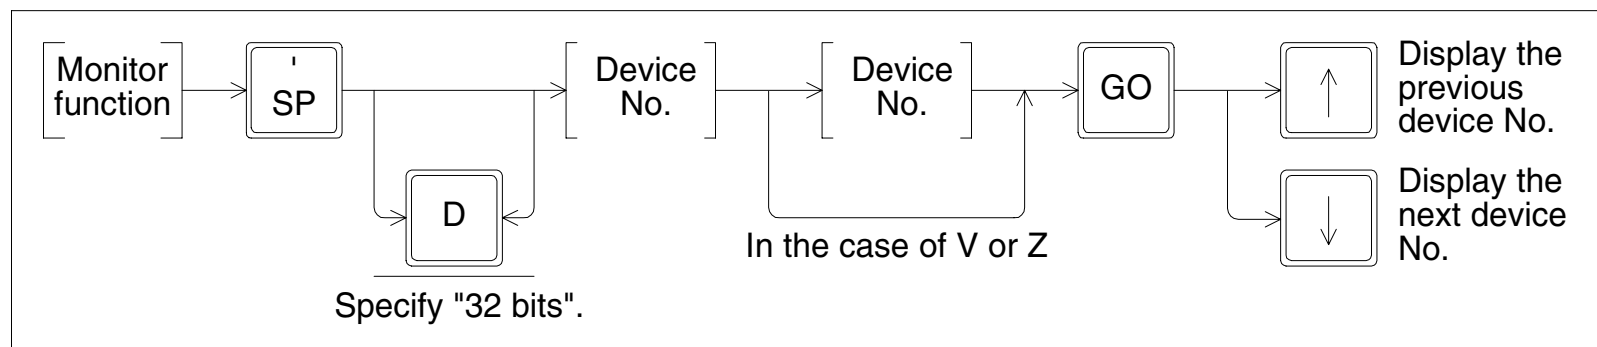 Monitor
function
'
SP
Device
No.
Device
No.
GO
↑
Display the
previous
device No.
D
Specify "32 bits".
In the case of V or Z
↓
Display the
next device
No.